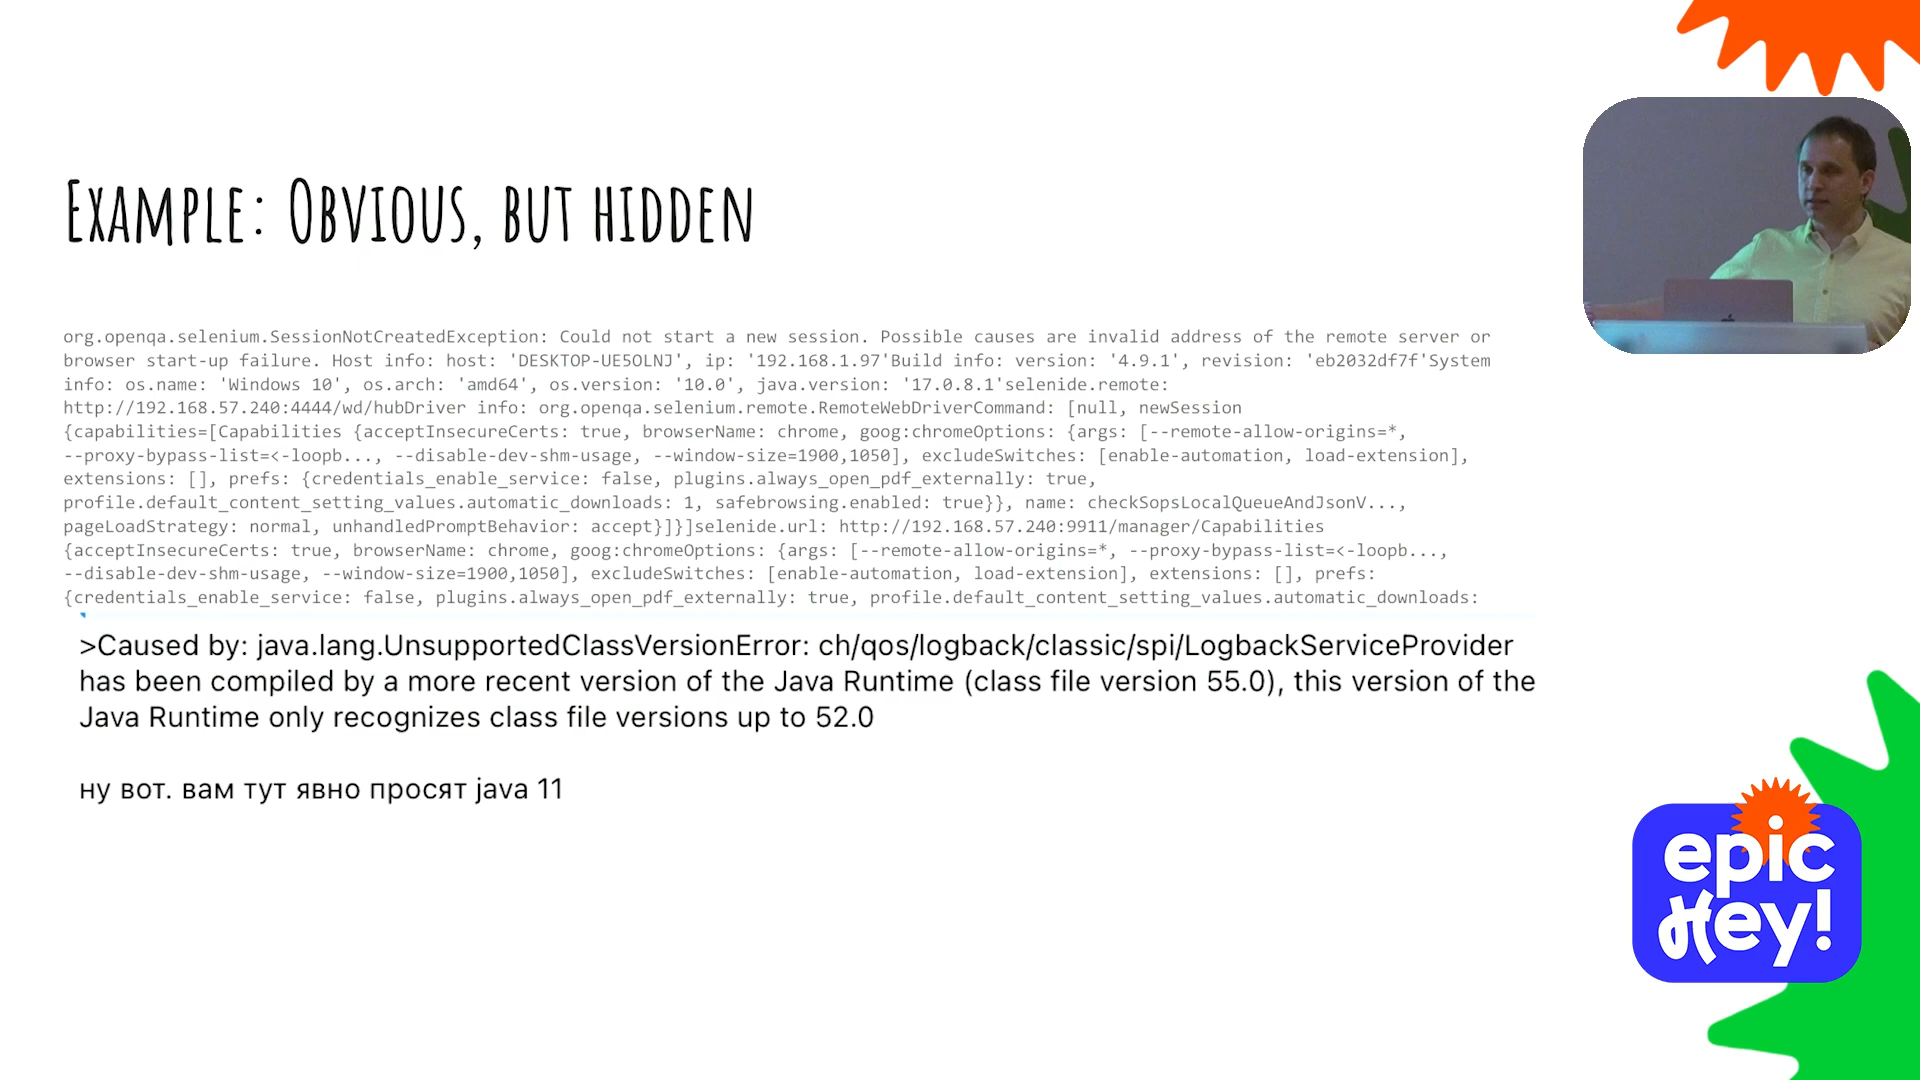 Example: Obvious, but hidden
org.openqa.selenium.SessionNotCreatedException: Could not start a new session. Possible causes are invalid address of the remote server or
browser start-up failure. Host info: host: 'DESKTOP-UE5OLNJ', ip: '192.168.1.97'Build info: version: '4.9.1', revision: 'eb2032df7f'System
info: os.name: 'Windows 10', os.arch: 'amd64', os.version: '10.0', java.version: '17.0.8.1'selenide.remote:
http://192.168.57.240:4444/wd/hubDriver info: org.openqa.selenium.remote.RemoteWebDriverCommand: [null, newSession
{capabilities=[Capabilities {acceptInsecureCerts: true, browserName: chrome, goog:chromeOptions: {args: [--remote-allow-origins=*,
--proxy-bypass-list=<-loopb..., --disable-dev-shm-usage, --window-size=1900,1050], excludeSwitches: [enable-automation, load-extension],
extensions: [], prefs: {credentials_enable_service: false, plugins.always_open_pdf_externally: true,
profile.default_content_setting_values.automatic_downloads: 1, safebrowsing.enabled: true}}, name: checkSopsLocalQueueAndJsonV...,
pageLoadStrategy: normal, unhandledPromptBehavior: accept}]}]selenide.url: http://192.168.57.240:9911/manager/Capabilities
{acceptInsecureCerts: true, browserName: chrome, goog:chromeOptions: {args: [--remote-allow-origins=*, --proxy-bypass-list=<-loopb...,
--disable-dev-shm-usage, --window-size=1900,1050], excludeSwitches: [enable-automation, load-extension], extensions: [], prefs:
{credentials_enable_service: false, plugins.always_open_pdf_externally: true, profile.default_content_setting_values.automatic_downloads:
>Caused by: java.lang.UnsupportedClassVersionError: ch/qos/logback/classic/spi/LogbackServiceProvider
has been compiled by a more recent version of the Java Runtime (class file version 55.0), this version of the
Java Runtime only recognizes class file versions up to 52.0
ну вот. вам тут явно просят java 11
epic
Hey!